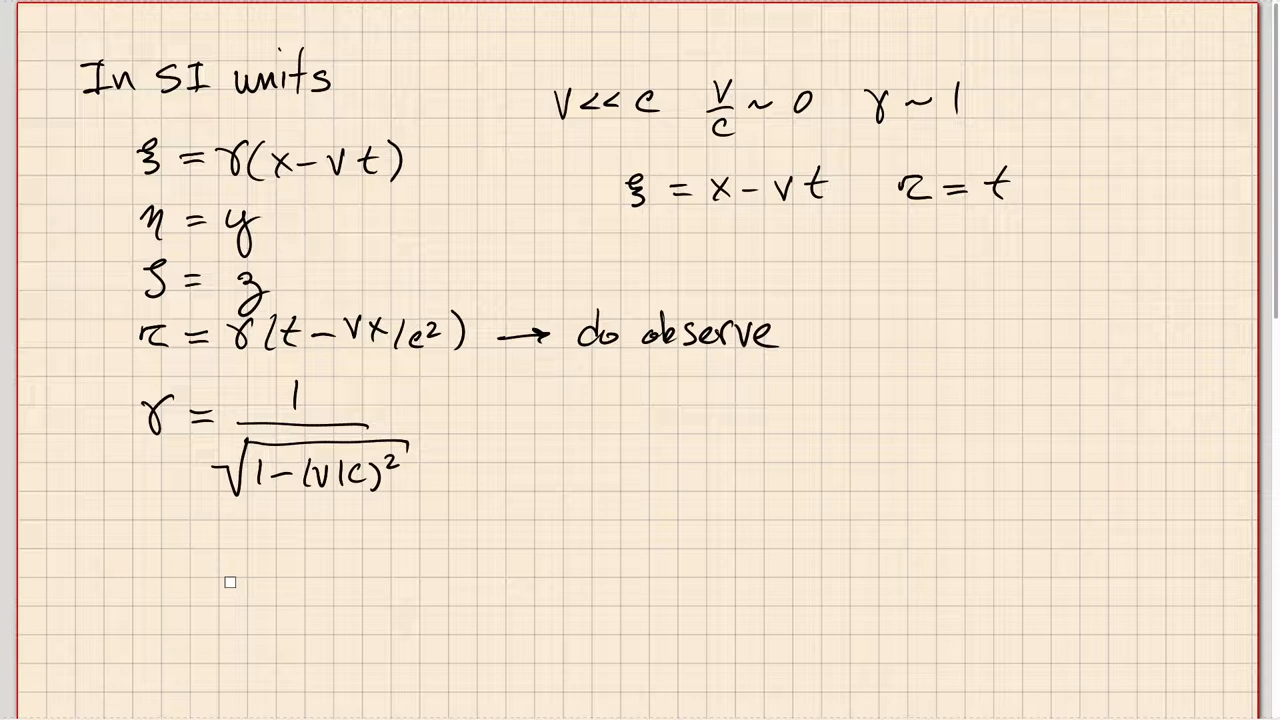 In SI units
ξ = γ(x − vt)
η = y
ζ = z
τ = γ(t − vx/c²) → do observe
γ = 1/√(1 − (v/c)²)
v << c   v/c ~ 0   γ ~ 1
ξ = x − vt   τ = t